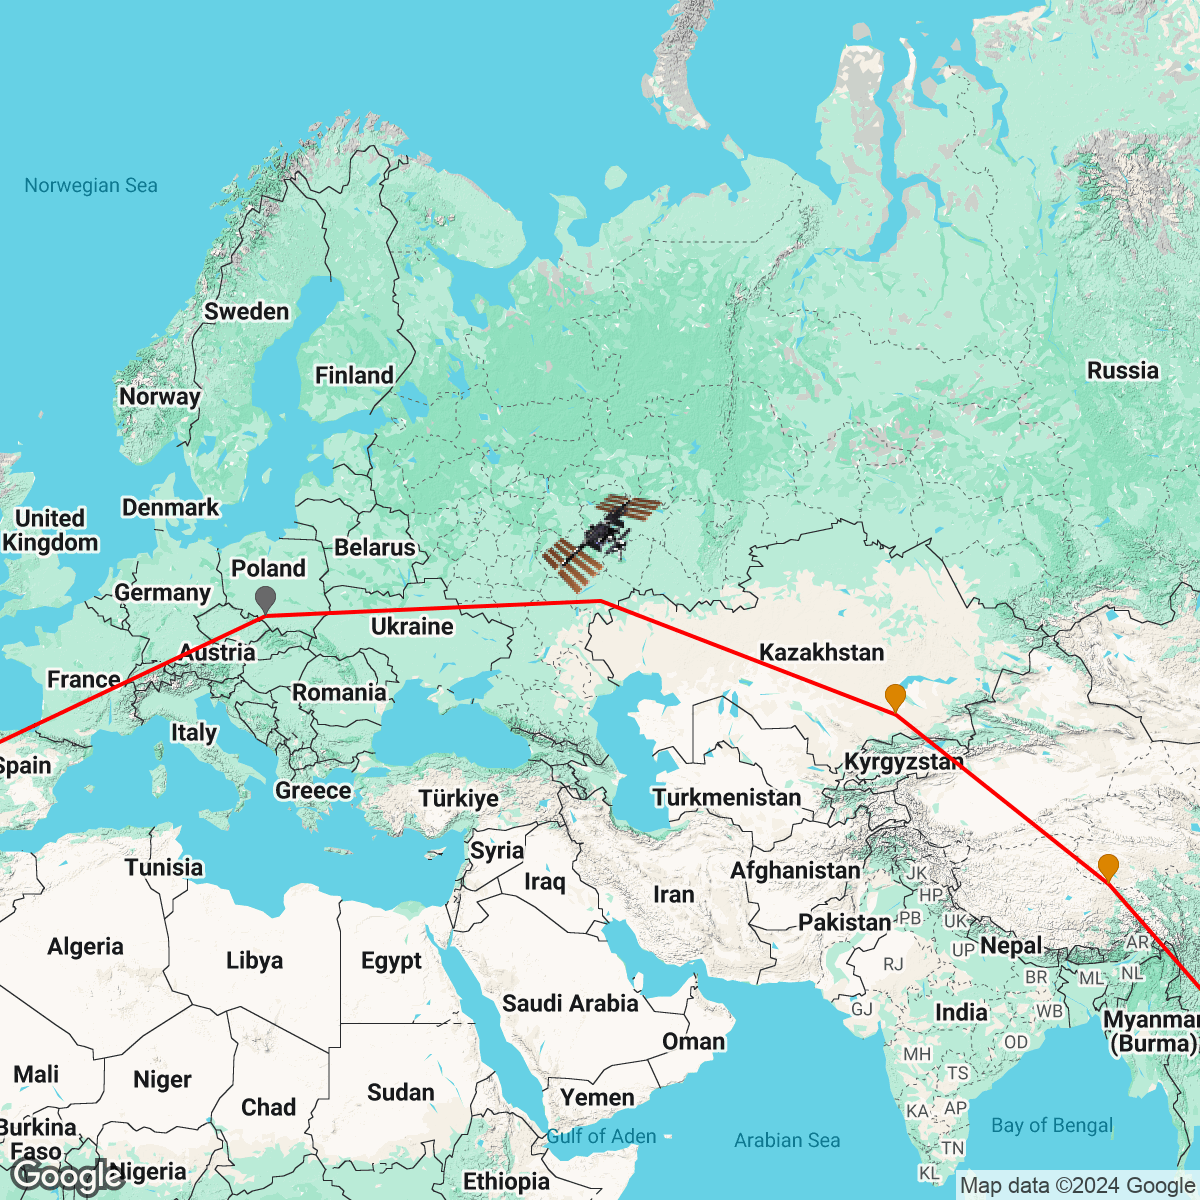 Norwegian Sea
Sweden
Russia
Finland
Norway
Denmark
United
Kingdom
Belarus
Poland
Germany
Ukraine
Austria
Kazakhstan
France
Romania
Italy
Kyrgyzstan
Spain
Greece
Türkiye
Turkmenistan
Syria
Tunisia
Afghanistan
JK
Iraq
Iran
HP
Pakistan
PB
UK
Algeria
Nepal
AR
UP
Libya
Egypt
RJ
BR
ML
NL
Saudi Arabia
GJ
India
WB
Myanmar
(Burma)
Oman
OD
MH
Mali
Niger
TS
Sudan
Yemen
Chad
KA
AP
Burkina
Faso
Gulf of Aden
Arabian Sea
Bay of Bengal
TN
Nigeria
KL
Ethiopia
Google
Map data ©2024 Google